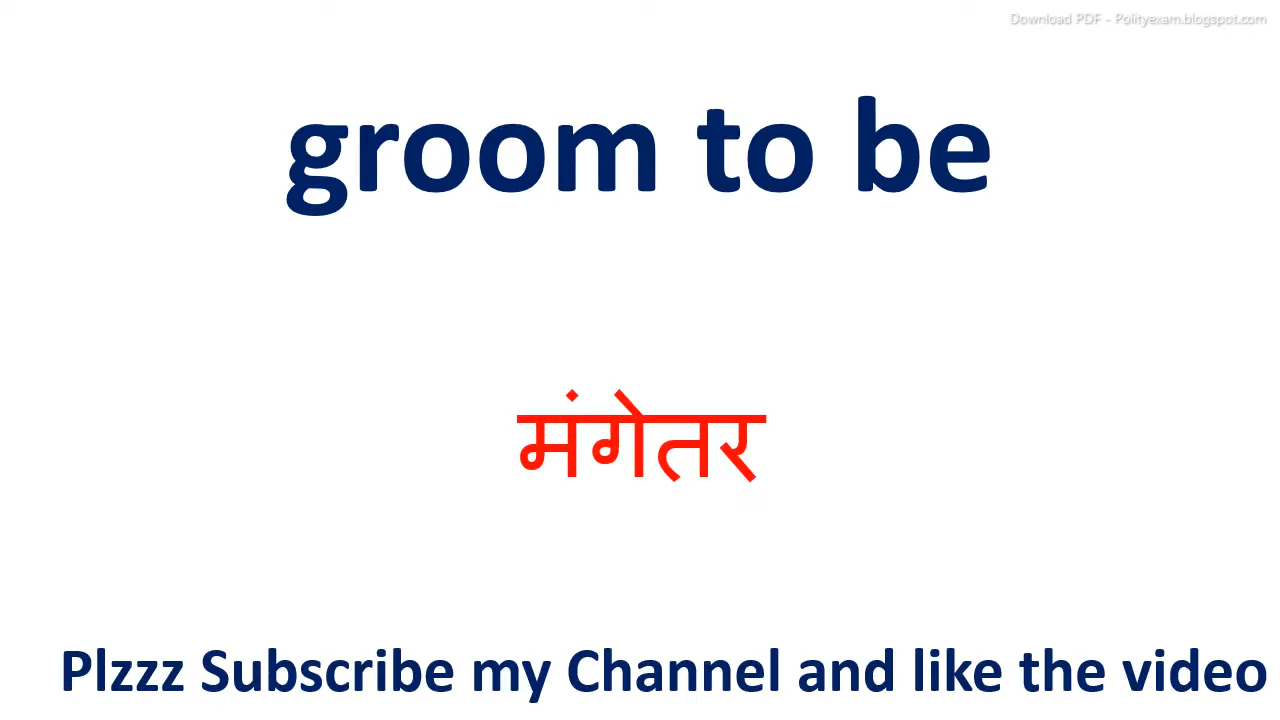 Download PDF - Polityexam.blogspot.com
groom to be
मंगेतर
Plzzz Subscribe my Channel and like the video